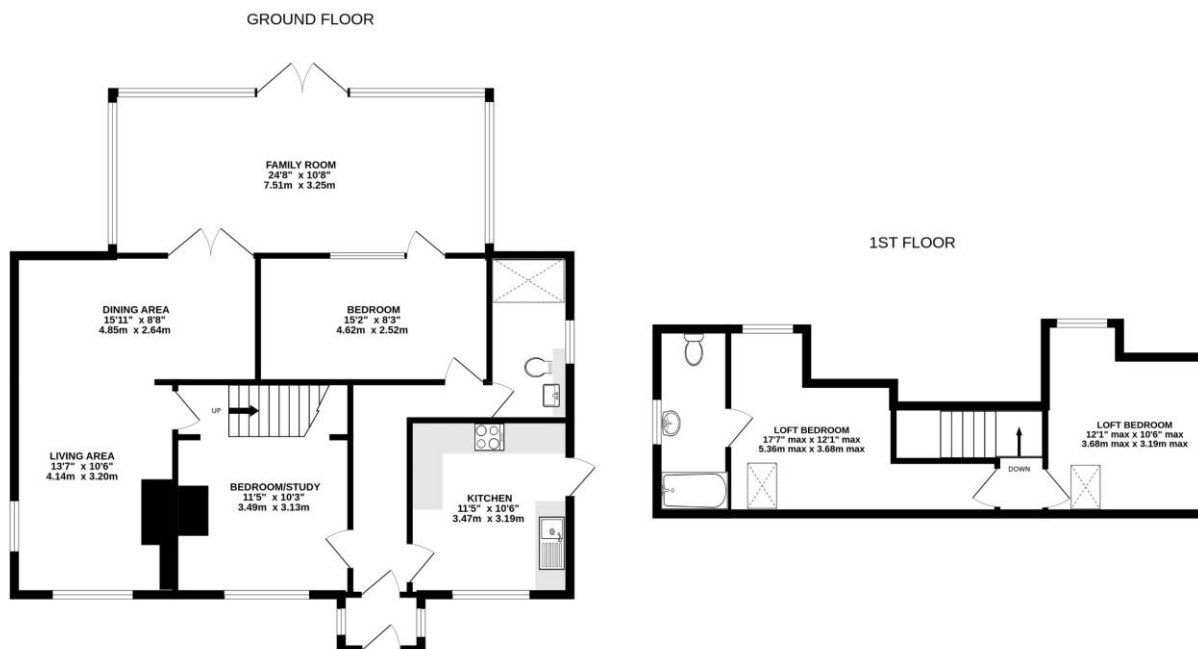 GROUND FLOOR
FAMILY ROOM
24'8" x 10'8"
7.51m x 3.25m
DINING AREA
15'11" x 8'8"
4.85m x 2.64m
BEDROOM
15'2" x 8'3"
4.62m x 2.52m
UP
LIVING AREA
13'7" x 10'6"
4.14m x 3.20m
BEDROOM/STUDY
11'5" x 10'3"
3.49m x 3.13m
KITCHEN
11'5" x 10'6"
3.47m x 3.19m
1ST FLOOR
LOFT BEDROOM
17'7" max x 12'1" max
5.36m max x 3.68m max
DOWN
LOFT BEDROOM
12'1" max x 10'6" max
3.68m max x 3.19m max